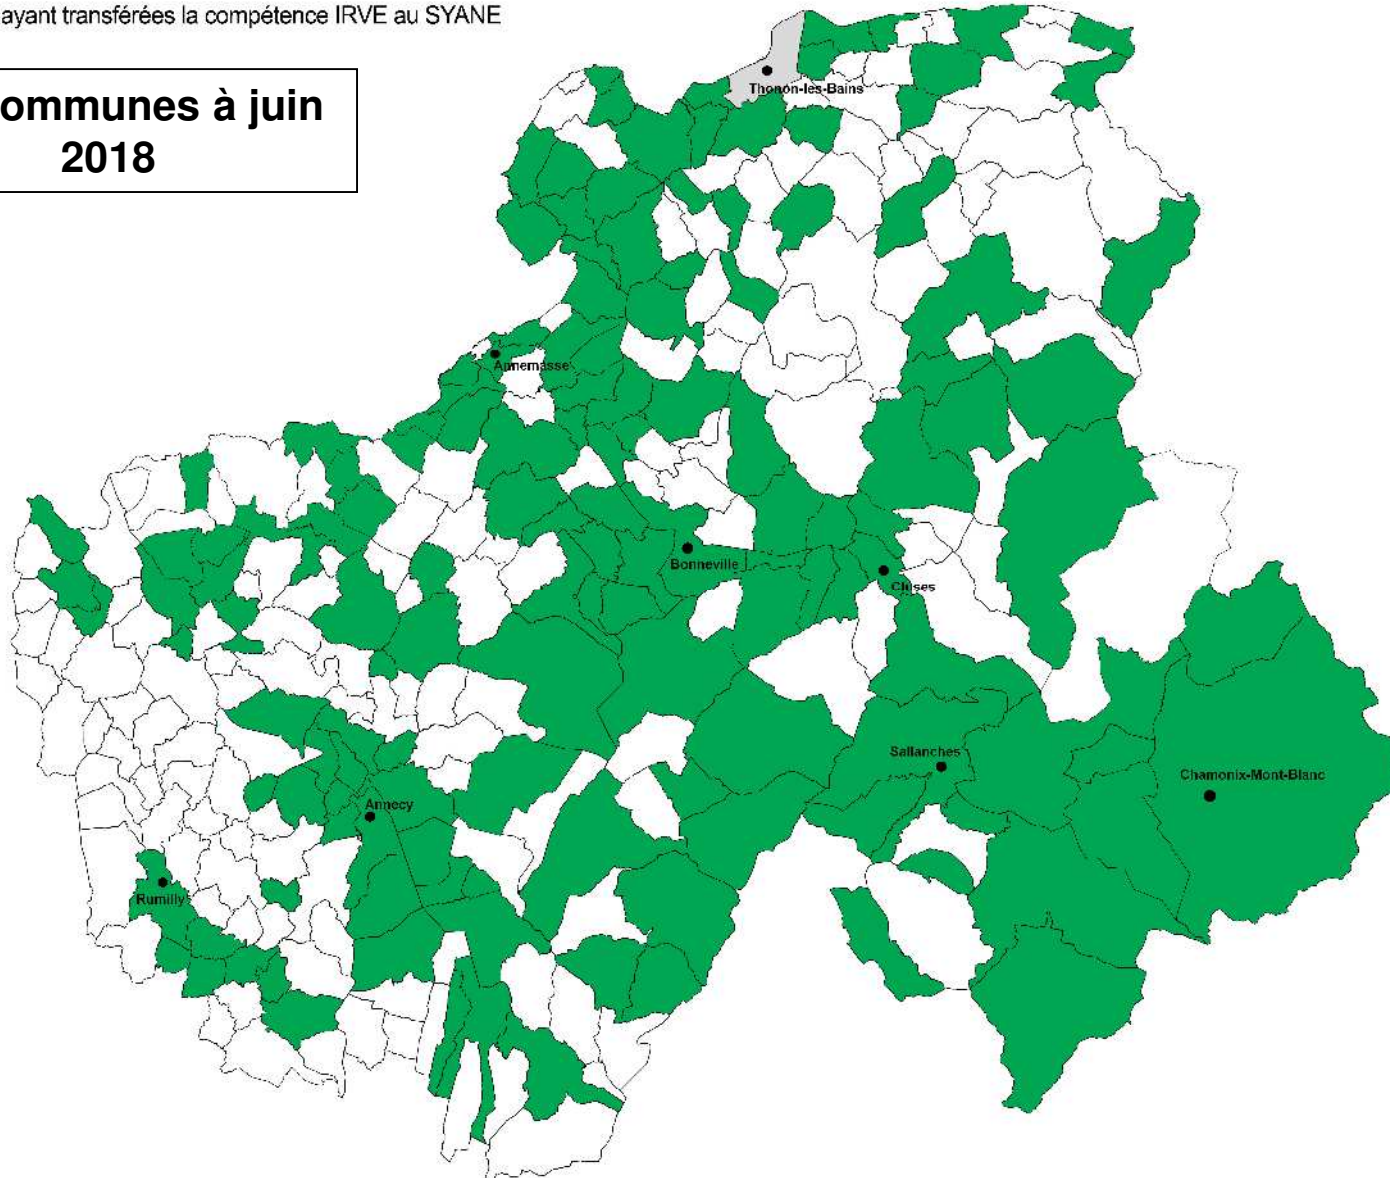 ayant transférées la compétence IRVE au SYANE
ommunes à juin
2018
Thonon-les-Bains
Annemasse
Bonneville
Cluses
Sallanches
Chamonix-Mont-Blanc
Annecy
Rumilly